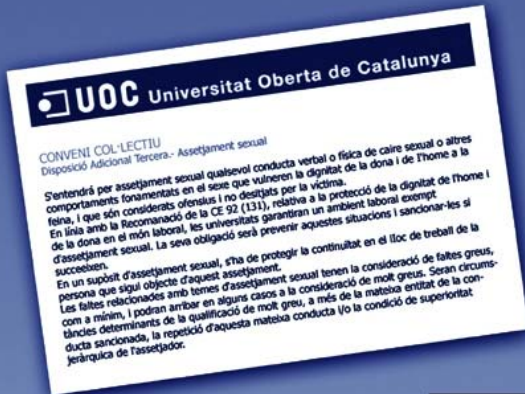 UOC Universitat Oberta de Catalunya
CONVENI COL·LECTIU
Disposició Adicional Tercera.- Assetjament sexual
S'entendrá per assetjament sexual qualsevol conducta verbal o física de caire sexual o altres
comportaments fonamentats en el sexe que vulneren la dignitat de la dona i de l'home a la
feina, i que són considerats ofensius i no desitjats per la víctima.
En línia amb la Recomanació de la CE 92 (131), relativa a la protecció de la dignitat de l'home i
de la dona en el món laboral, les universitats garantiran un ambient laboral exempt
d'assetjament sexual. La seva obligació serà prevenir aquestes situacions i sancionar-les si
succeeixen.
En un supòsit d'assetjament sexual, s'ha de protegir la continuïtat en el lloc de treball de la
persona que sigui objecte d'aquest assetjament.
Les faltes relacionades amb temes d'assetjament sexual tenen la consideració de faltes greus,
com a mínim, i podran arribar en alguns casos a la consideració de molt greus. Seran circums-
tàncies determinants de la qualificació de molt greu, a més de la mateixa entitat de la con-
ducta sancionada, la repetició d'aquesta mateixa conducta i/o la condició de superioritat
jeràrquica de l'assetjador.